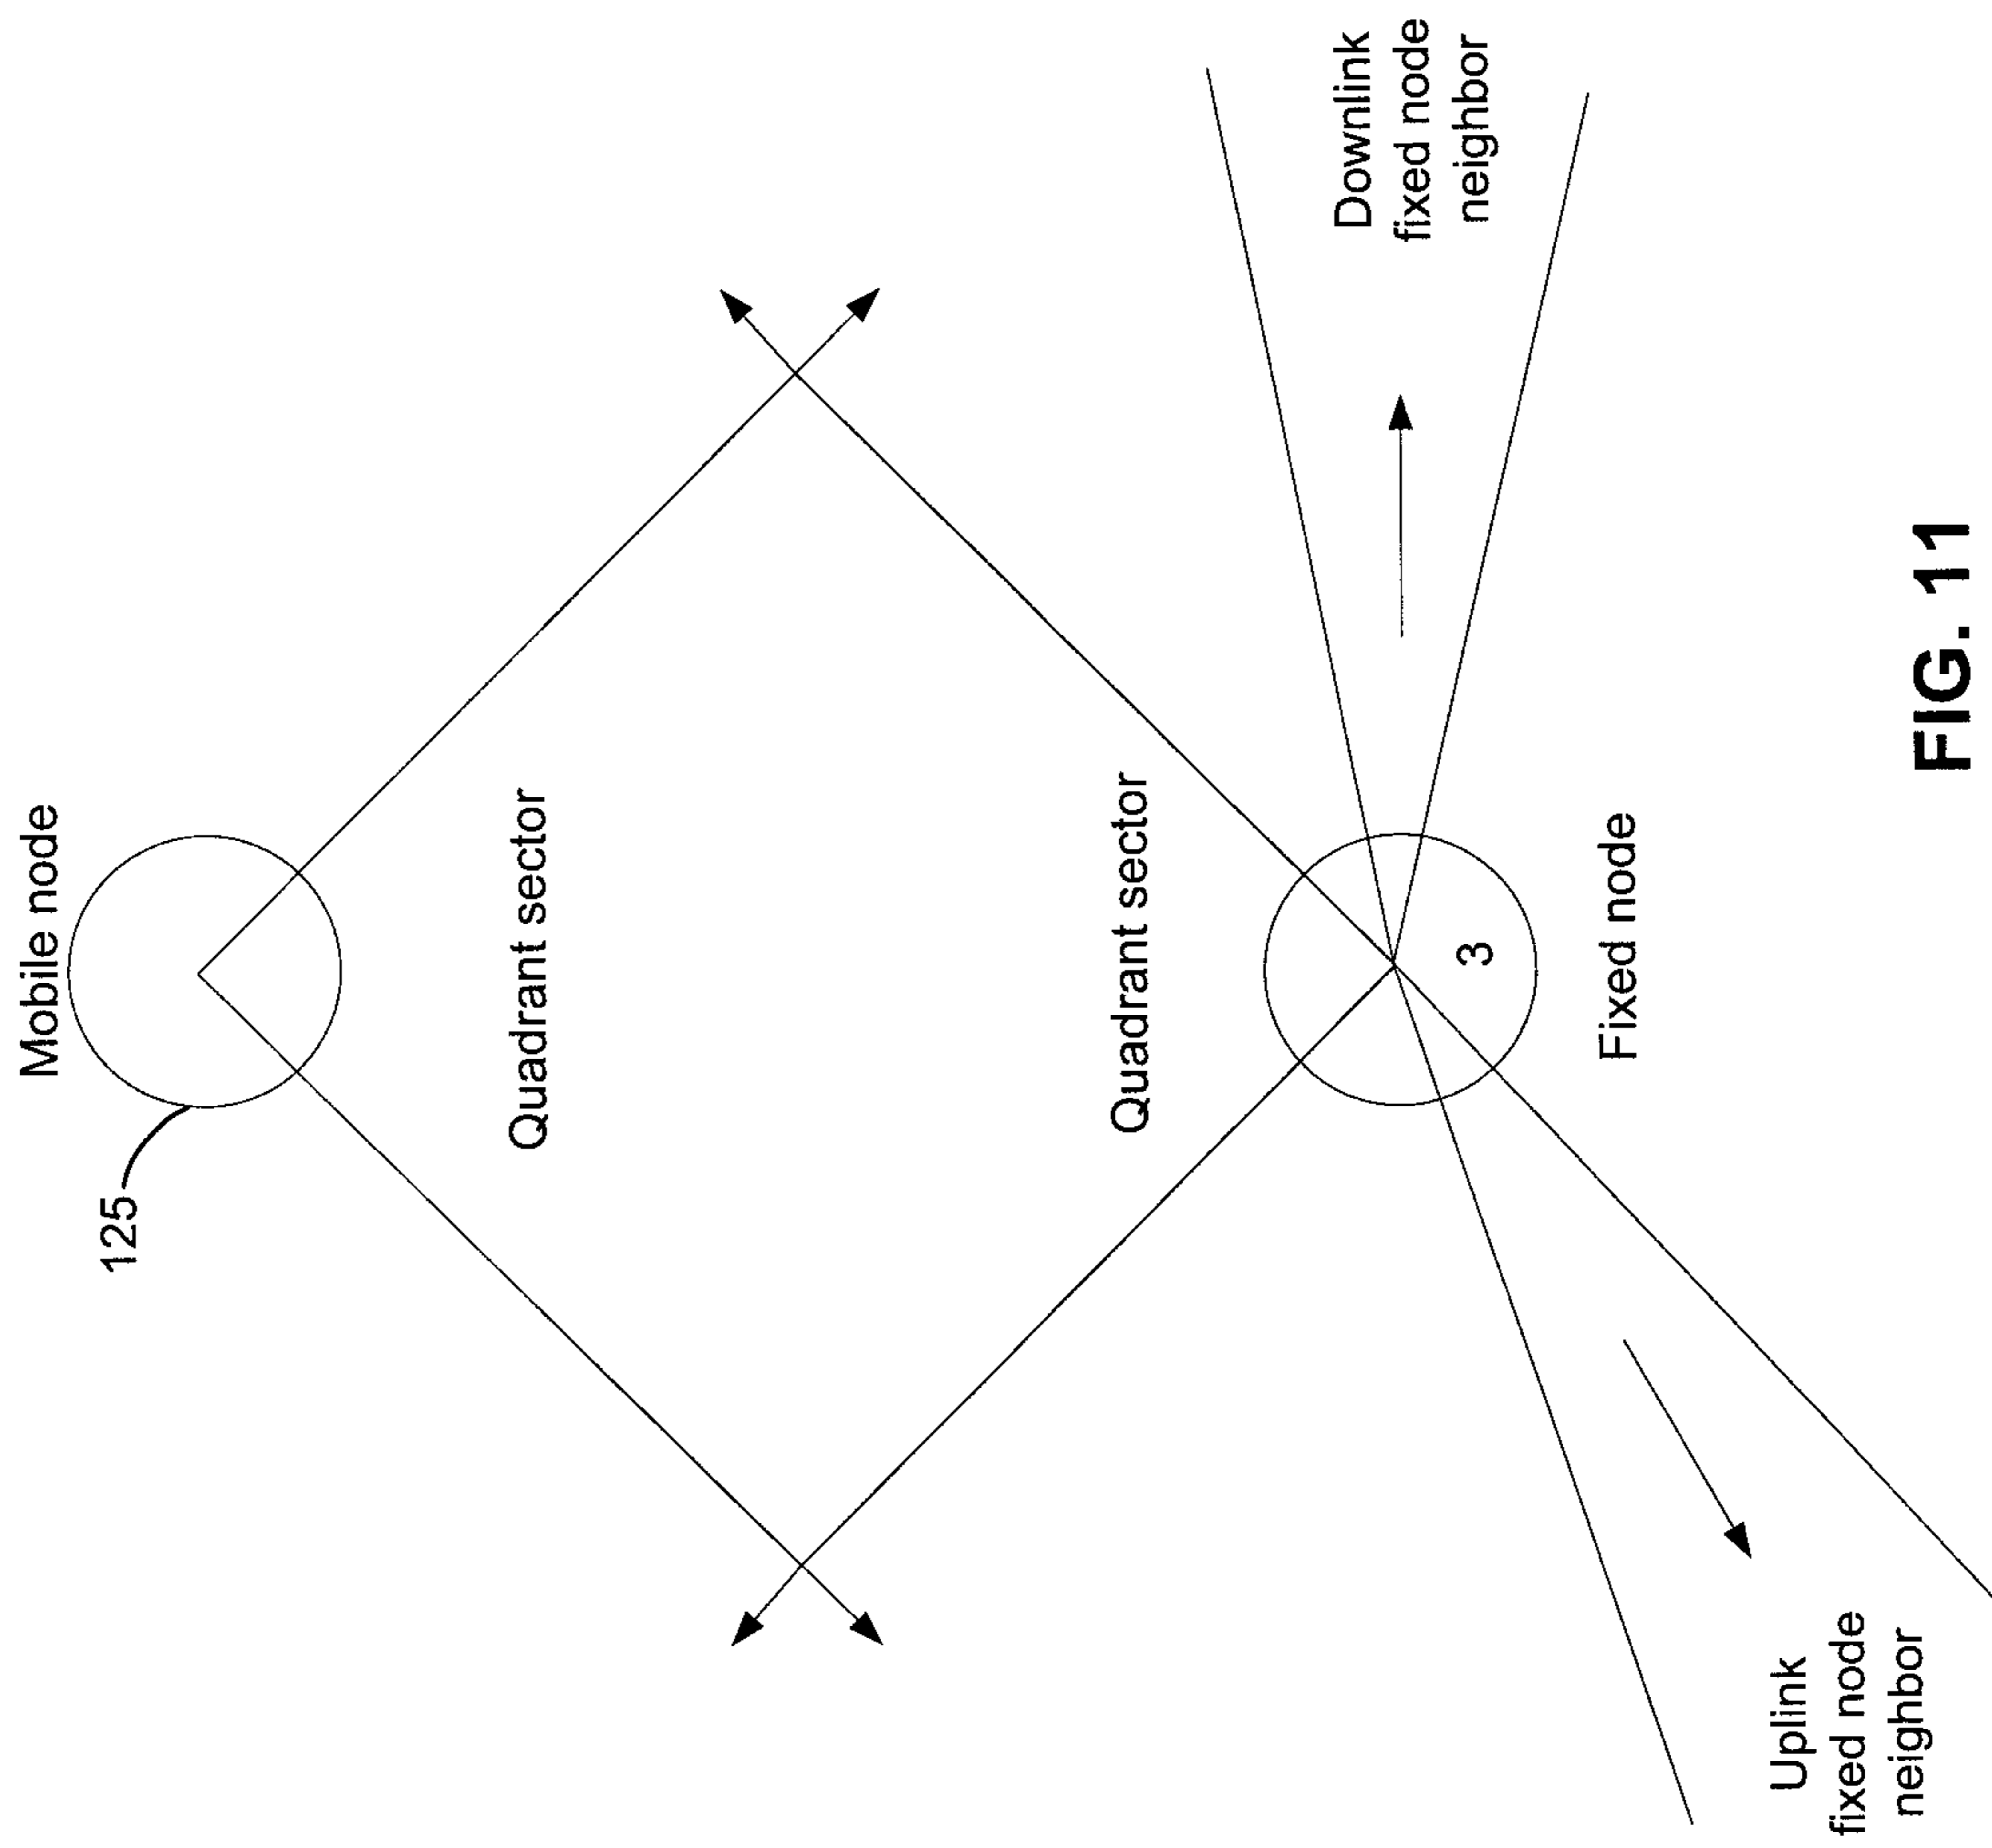 Mobile node
125
Quadrant sector
Quadrant sector
3
Fixed node
Downlink
fixed node
neighbor
Uplink
fixed node
neighbor
FIG. 11